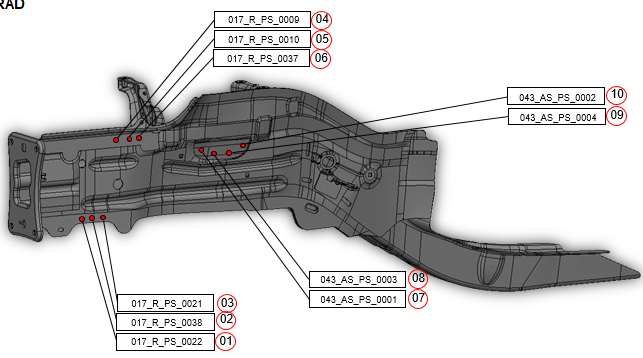 RAD
017_R_PS_0009 04
017_R_PS_0010 05
017_R_PS_0037 06
043_AS_PS_0002 10
043_AS_PS_0004 09
043_AS_PS_0003 08
043_AS_PS_0001 07
017_R_PS_0021 03
017_R_PS_0038 02
017_R_PS_0022 01